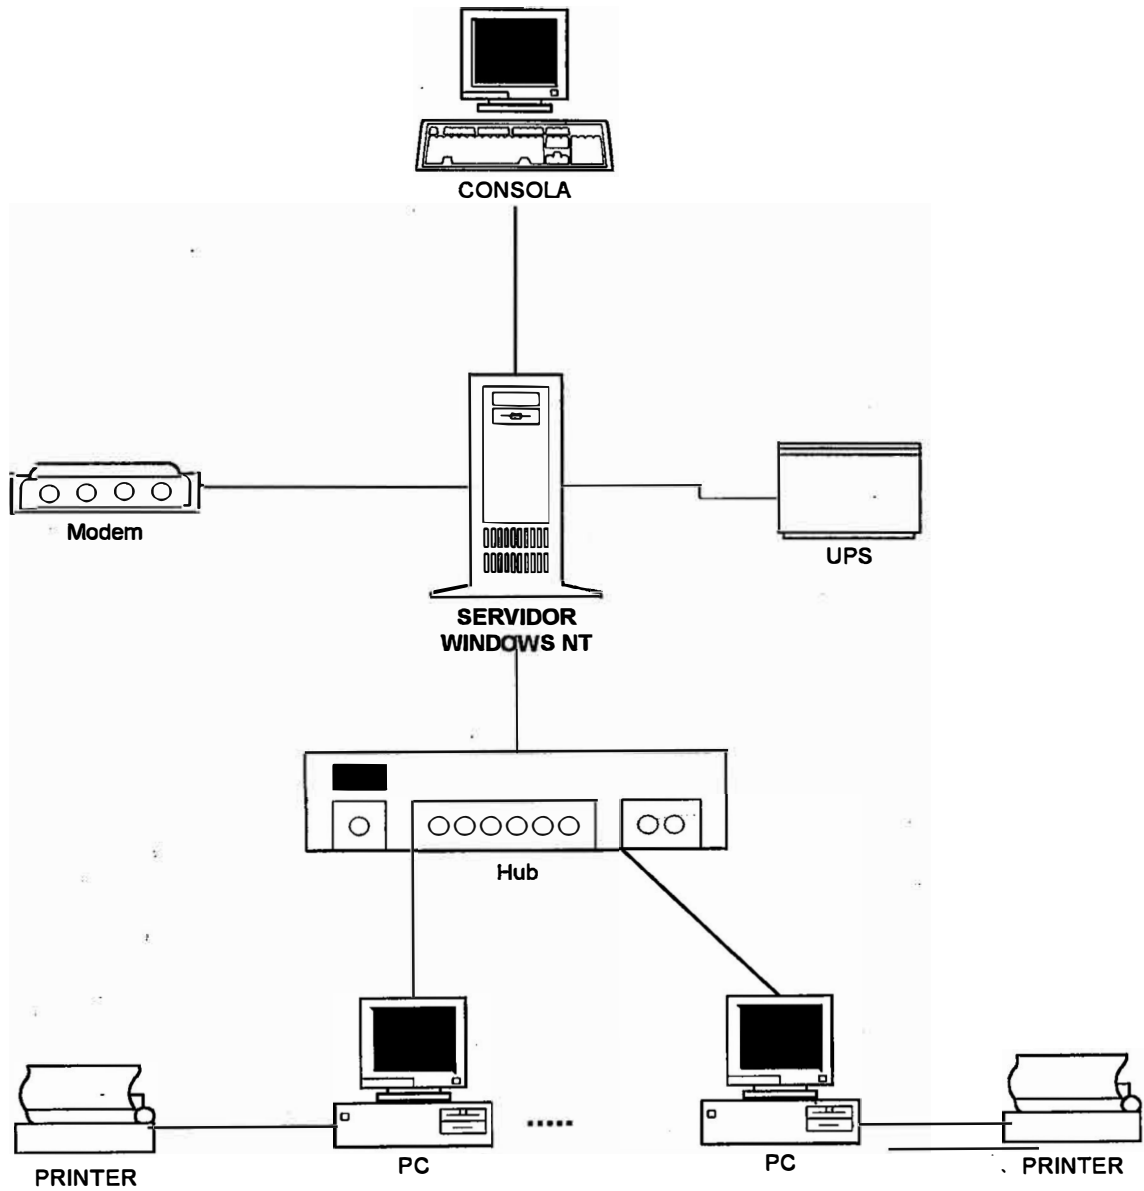 CONSOLA
Modem
UPS
SERVIDOR
WINDOWS NT
Hub
PRINTER
PC
PC
PRINTER